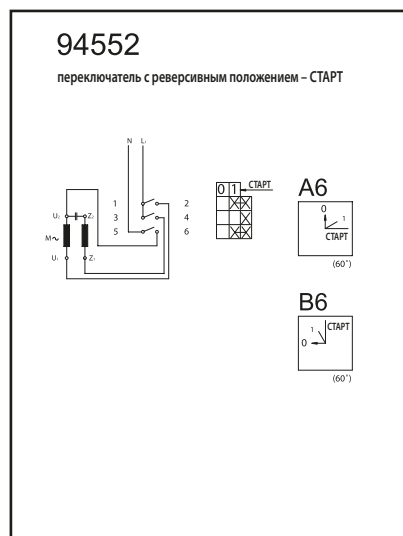 94552
переключатель с реверсивным положением – СТАРТ
N L₁
1 2
3 4
5 6
U₂ Z₂
M~
U₁ Z₁
0 1 СТАРТ
A6
0
1
СТАРТ
(60˚)
B6
СТАРТ
1
0
(60˚)